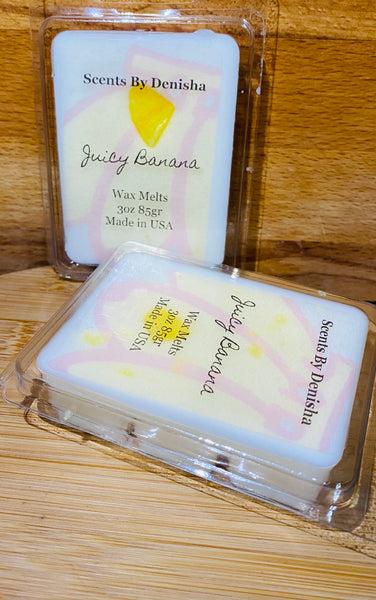 Scents By Denisha
Juicy Banana
Wax Melts
3oz 85gr
Made in USA
Scents By Denisha
Juicy Banana
Wax Melts
3oz 85gr
Made in USA